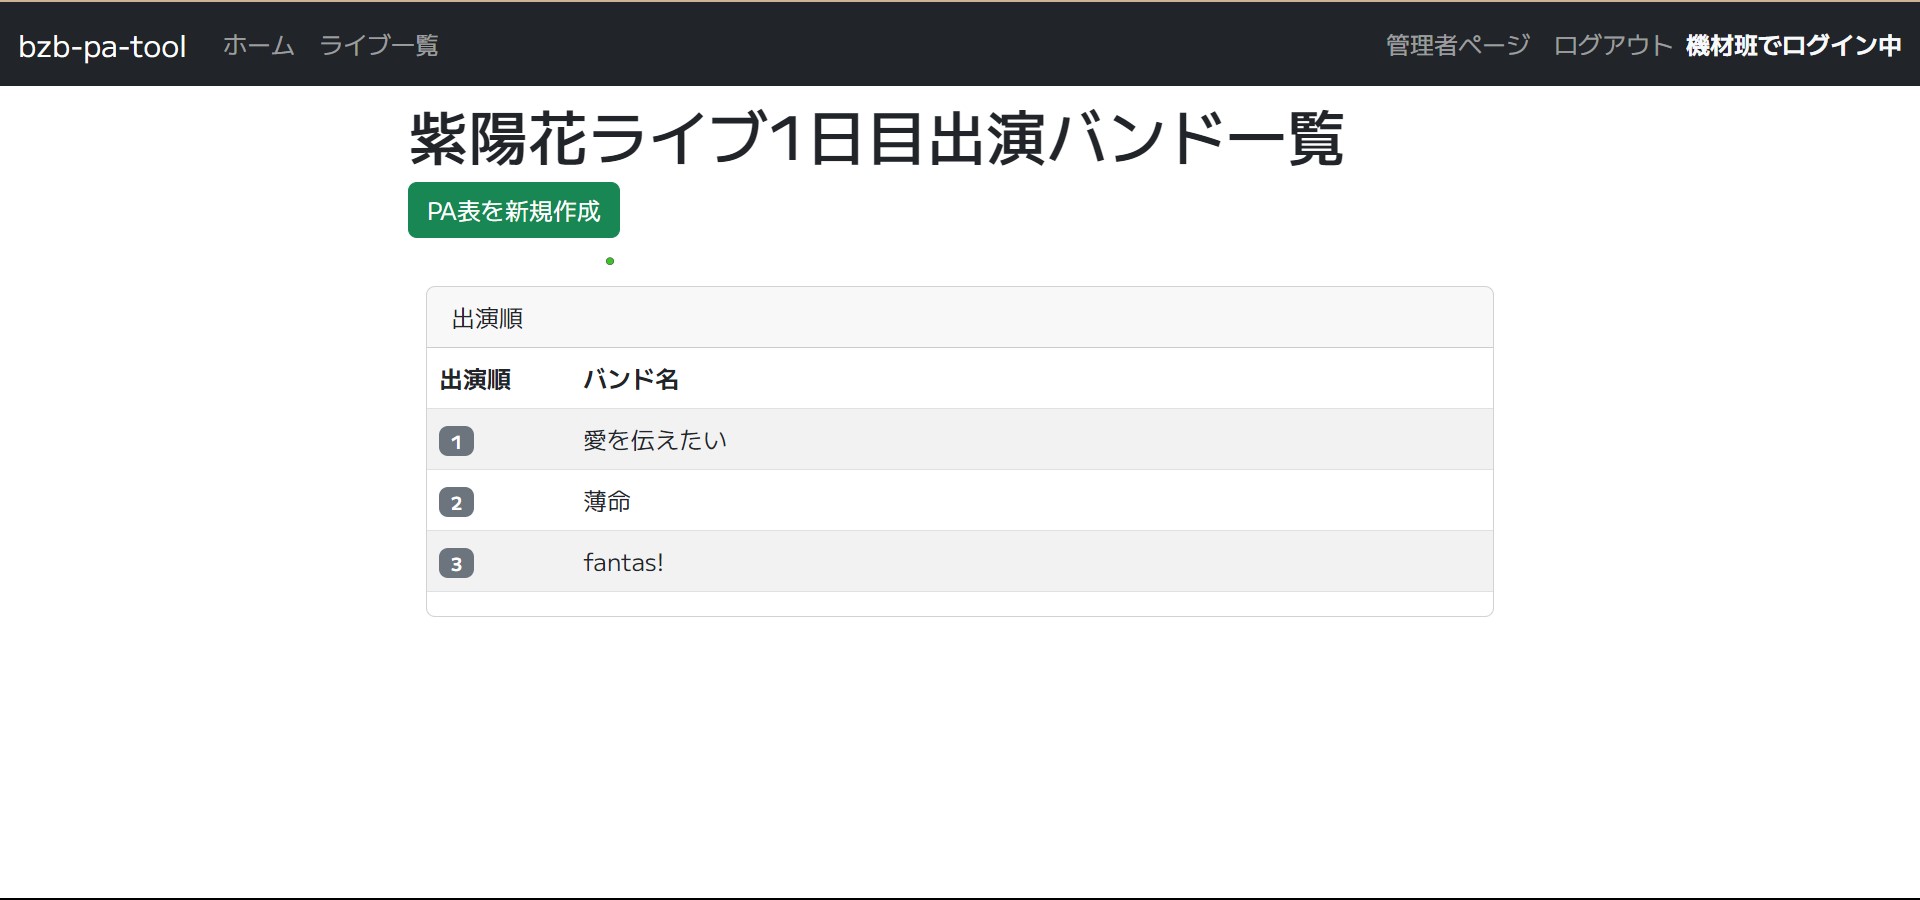 bzb-pa-tool ホーム ライブ一覧 管理者ページ ログアウト 機材班でログイン中
紫陽花ライブ1日目出演バンド一覧
PA表を新規作成
出演順
出演順 バンド名
1 愛を伝えたい
2 薄命
3 fantas!